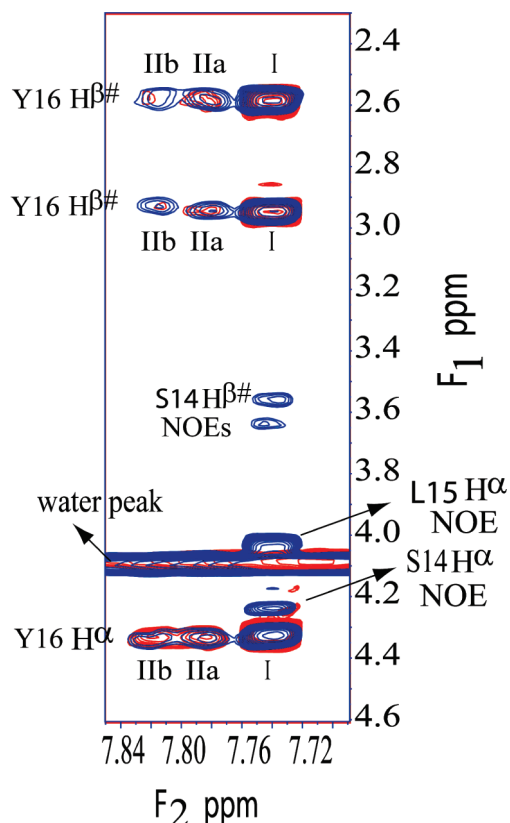 IIb IIa I
Y16 Hβ#
Y16 Hβ#
IIb IIa I
S14 Hβ#
NOEs
water peak
L15 Hα
NOE
S14 Hα
NOE
Y16 Hα
IIb IIa I
2.4
2.6
2.8
3.0
3.2
3.4
3.6
3.8
4.0
4.2
4.4
4.6
F1 ppm
7.84 7.80 7.76 7.72
F2 ppm